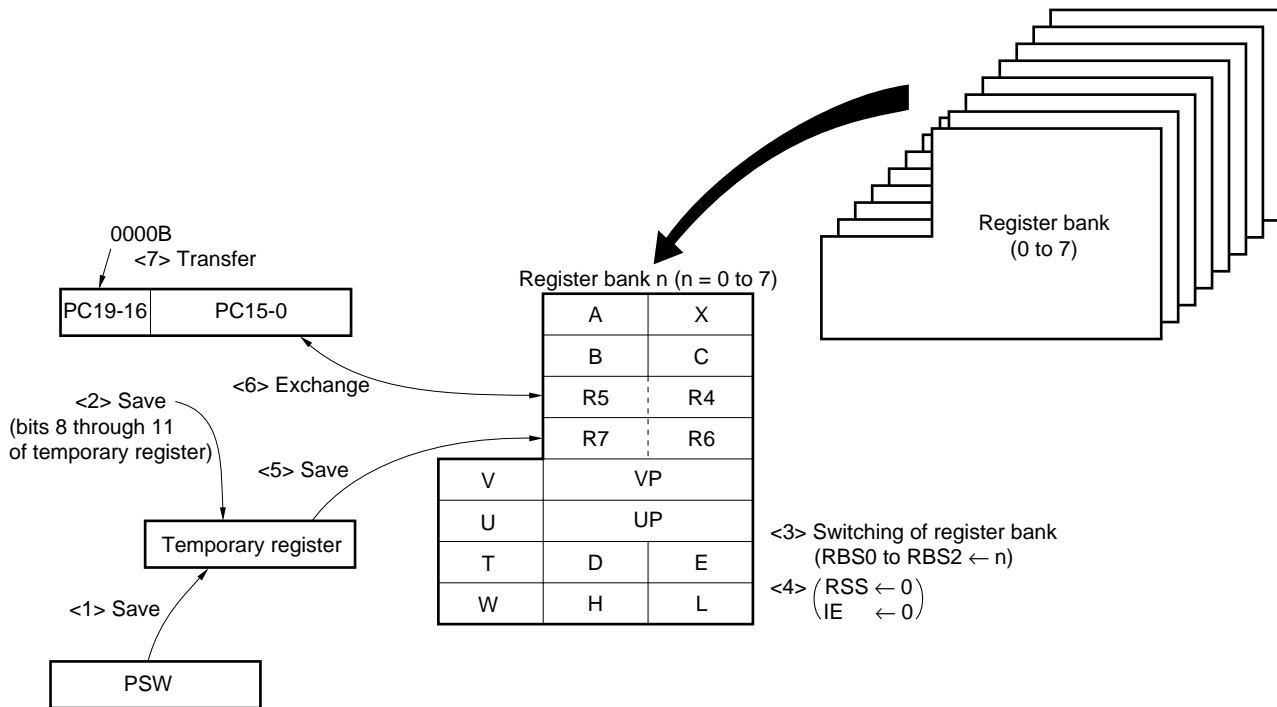 Register bank
(0 to 7)
0000B
<7> Transfer
Register bank n (n = 0 to 7)
PC19-16 PC15-0
A X
B C
<6> Exchange
R5 R4
<2> Save
(bits 8 through 11
of temporary register)
R7 R6
<5> Save
V VP
U UP
Temporary register
<3> Switching of register bank
(RBS0 to RBS2 ← n)
T D E
<4> (RSS ← 0
IE ← 0)
W H L
<1> Save
PSW